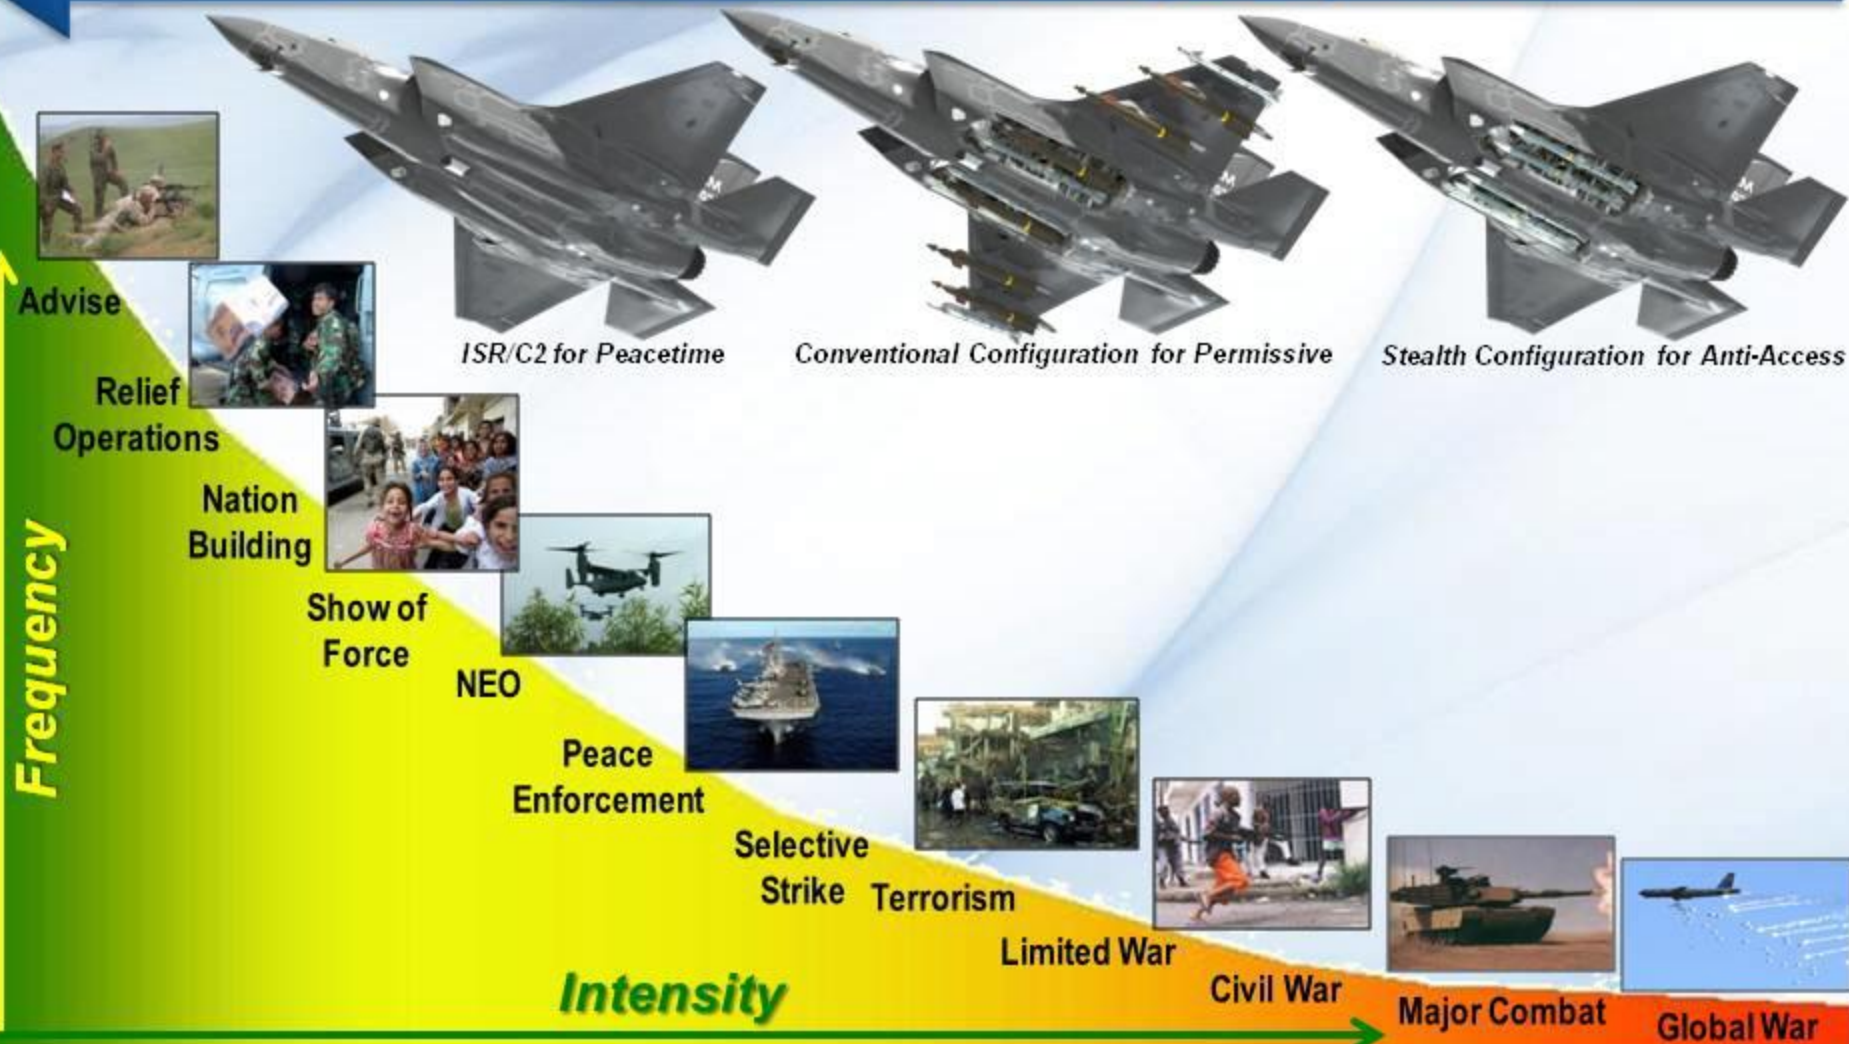 ISR/C2 for Peacetime
Conventional Configuration for Permissive
Stealth Configuration for Anti-Access
Advise
Relief
Operations
Nation
Building
Show of
Force
NEO
Peace
Enforcement
Selective
Strike
Terrorism
Limited War
Civil War
Major Combat
Global War
Frequency
Intensity